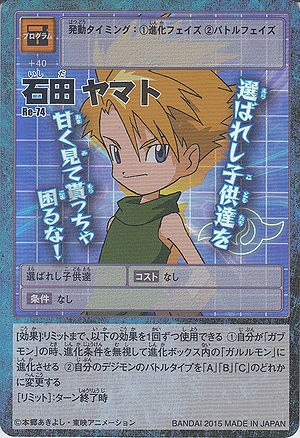 プログラム
発動タイミング：①進化フェイズ ②バトルフェイズ
+40
石田 ヤマト
Re-74
選ばれし子供達を
甘く見て貰っちゃ
困るな！
選ばれし子供達
コスト なし
条件 なし
[効果]:リミットまで、以下の効果を1回ずつ使用できる ①自分が「ガブ
モン」の時、進化条件を無視して進化ボックス内の「ガルルモン」に
進化させる ②自分のデジモンのバトルタイプを「A」「B」「C」のどれか
に変更する
[リミット]:ターン終了時
©本郷あきよし・東映アニメーション
BANDAI 2015 MADE IN JAPAN